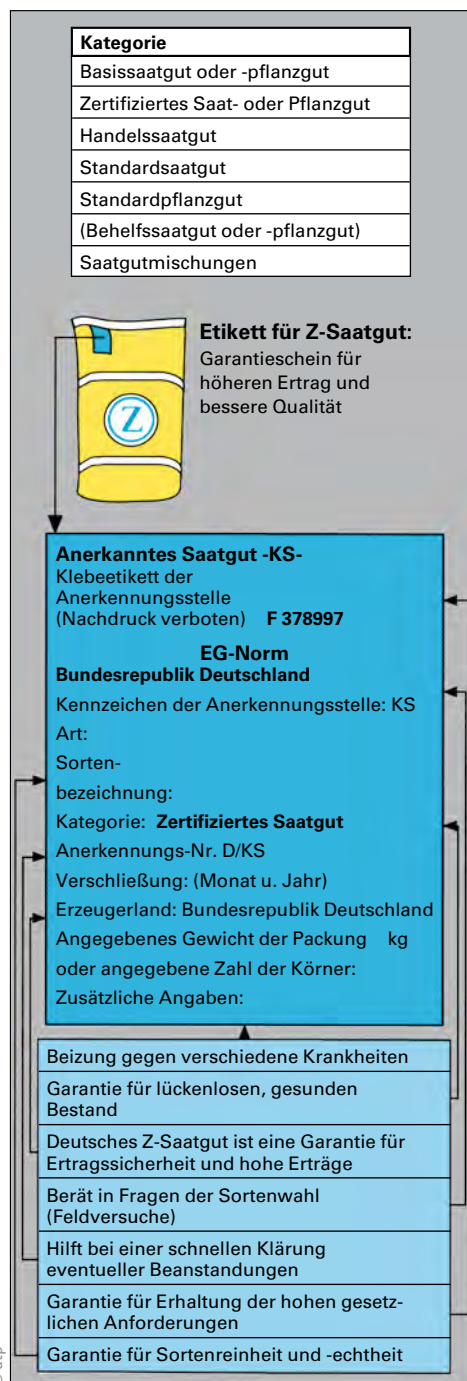 Kategorie
Basissaatgut oder -pflanzgut
Zertifiziertes Saat- oder Pflanzgut
Handelssaatgut
Standardsaatgut
Standardpflanzgut
(Behelfssaatgut oder -pflanzgut)
Saatgutmischungen
Etikett für Z-Saatgut:
Garantieschein für
höheren Ertrag und
bessere Qualität
Z
Anerkanntes Saatgut -KS-
Klebeetikett der
Anerkennungsstelle
(Nachdruck verboten) F 378997
EG-Norm
Bundesrepublik Deutschland
Kennzeichen der Anerkennungsstelle: KS
Art:
Sorten-
bezeichnung:
Kategorie: Zertifiziertes Saatgut
Anerkennungs-Nr. D/KS
Verschließung: (Monat u. Jahr)
Erzeugerland: Bundesrepublik Deutschland
Angegebenes Gewicht der Packung kg
oder angegebene Zahl der Körner:
Zusätzliche Angaben:
Beizung gegen verschiedene Krankheiten
Garantie für lückenlosen, gesunden
Bestand
Deutsches Z-Saatgut ist eine Garantie für
Ertragssicherheit und hohe Erträge
Berät in Fragen der Sortenwahl
(Feldversuche)
Hilft bei einer schnellen Klärung
eventueller Beanstandungen
Garantie für Erhaltung der hohen gesetz-
lichen Anforderungen
Garantie für Sortenreinheit und -echtheit